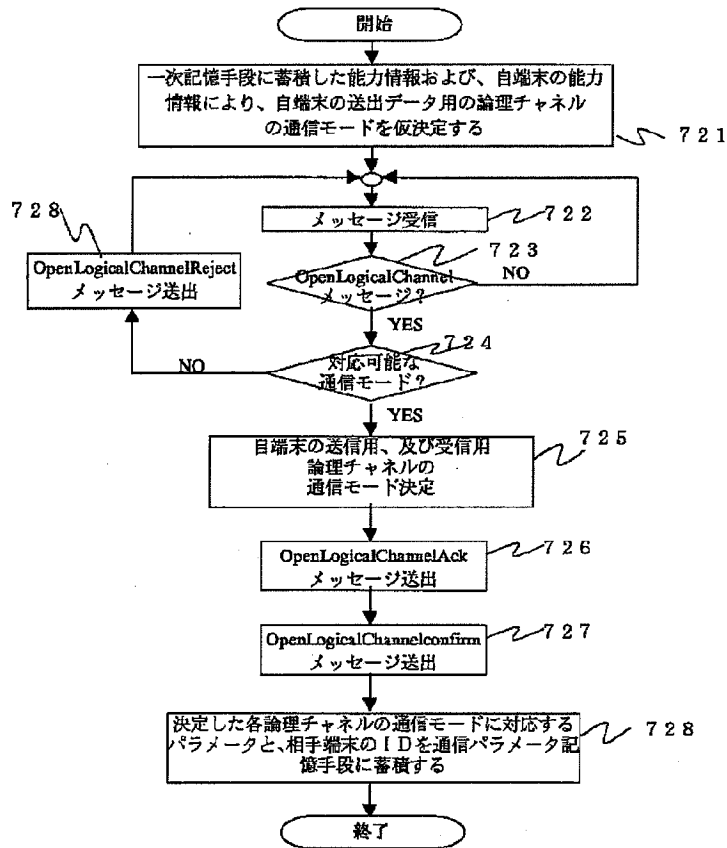 開始
一次記憶手段に蓄積した能力情報および、自端末の能力
情報により、自端末の送出データ用の論理チャネル
の通信モードを仮決定する
721
728
メッセージ受信
722
723
OpenLogicalChannelReject
メッセージ送出
OpenLogicalChannel
メッセージ?
NO
YES
724
NO
対応可能な
通信モード?
YES
自端末の送信用、及び受信用
論理チャネルの
通信モード決定
725
OpenLogicalChannelAck
メッセージ送出
726
OpenLogicalChannelconfirm
メッセージ送出
727
決定した各論理チャネルの通信モードに対応する
パラメータと、相手端末のIDを通信パラメータ記
憶手段に蓄積する
728
終了